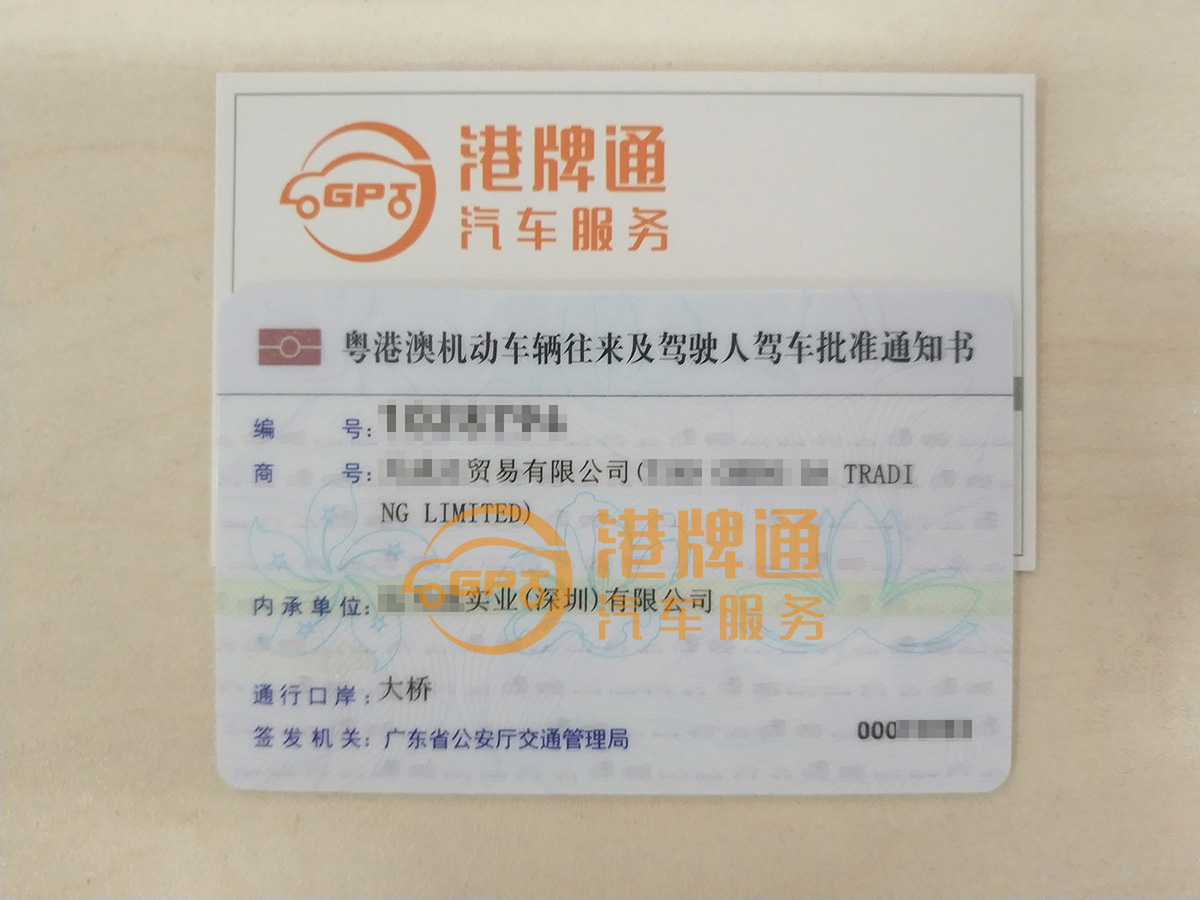 GPT
港牌通
汽车服务
粤港澳机动车辆往来及驾驶人驾车批准通知书
编号:
商号: 贸易有限公司( TRADI
NG LIMITED)
GPT
港牌通
汽车服务
内承单位: 实业(深圳)有限公司
通行口岸: 大桥
签发机关: 广东省公安厅交通管理局
000